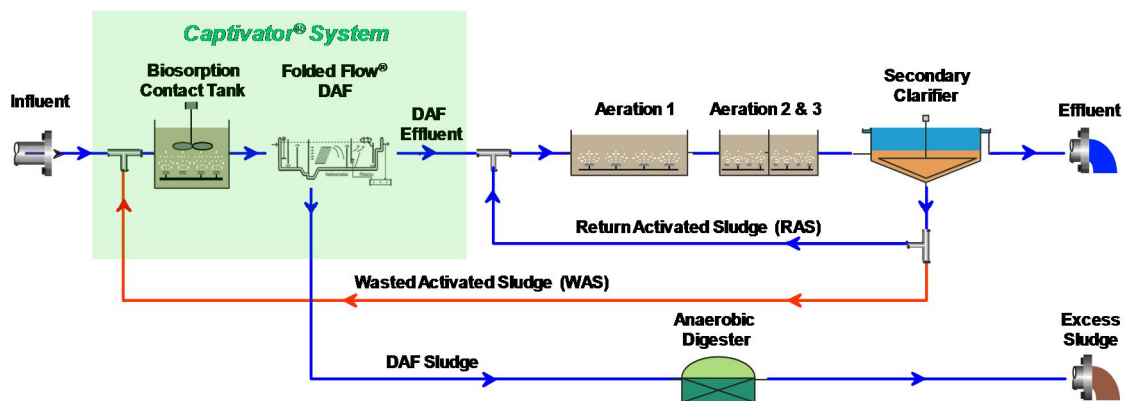 Captivator® System
Biosorption
Contact Tank
Folded Flow®
DAF
Influent
DAF
Effluent
Aeration 1
Aeration 2 & 3
Secondary
Clarifier
Effluent
Return Activated Sludge (RAS)
Wasted Activated Sludge (WAS)
Anaerobic
Digester
Excess
Sludge
DAF Sludge